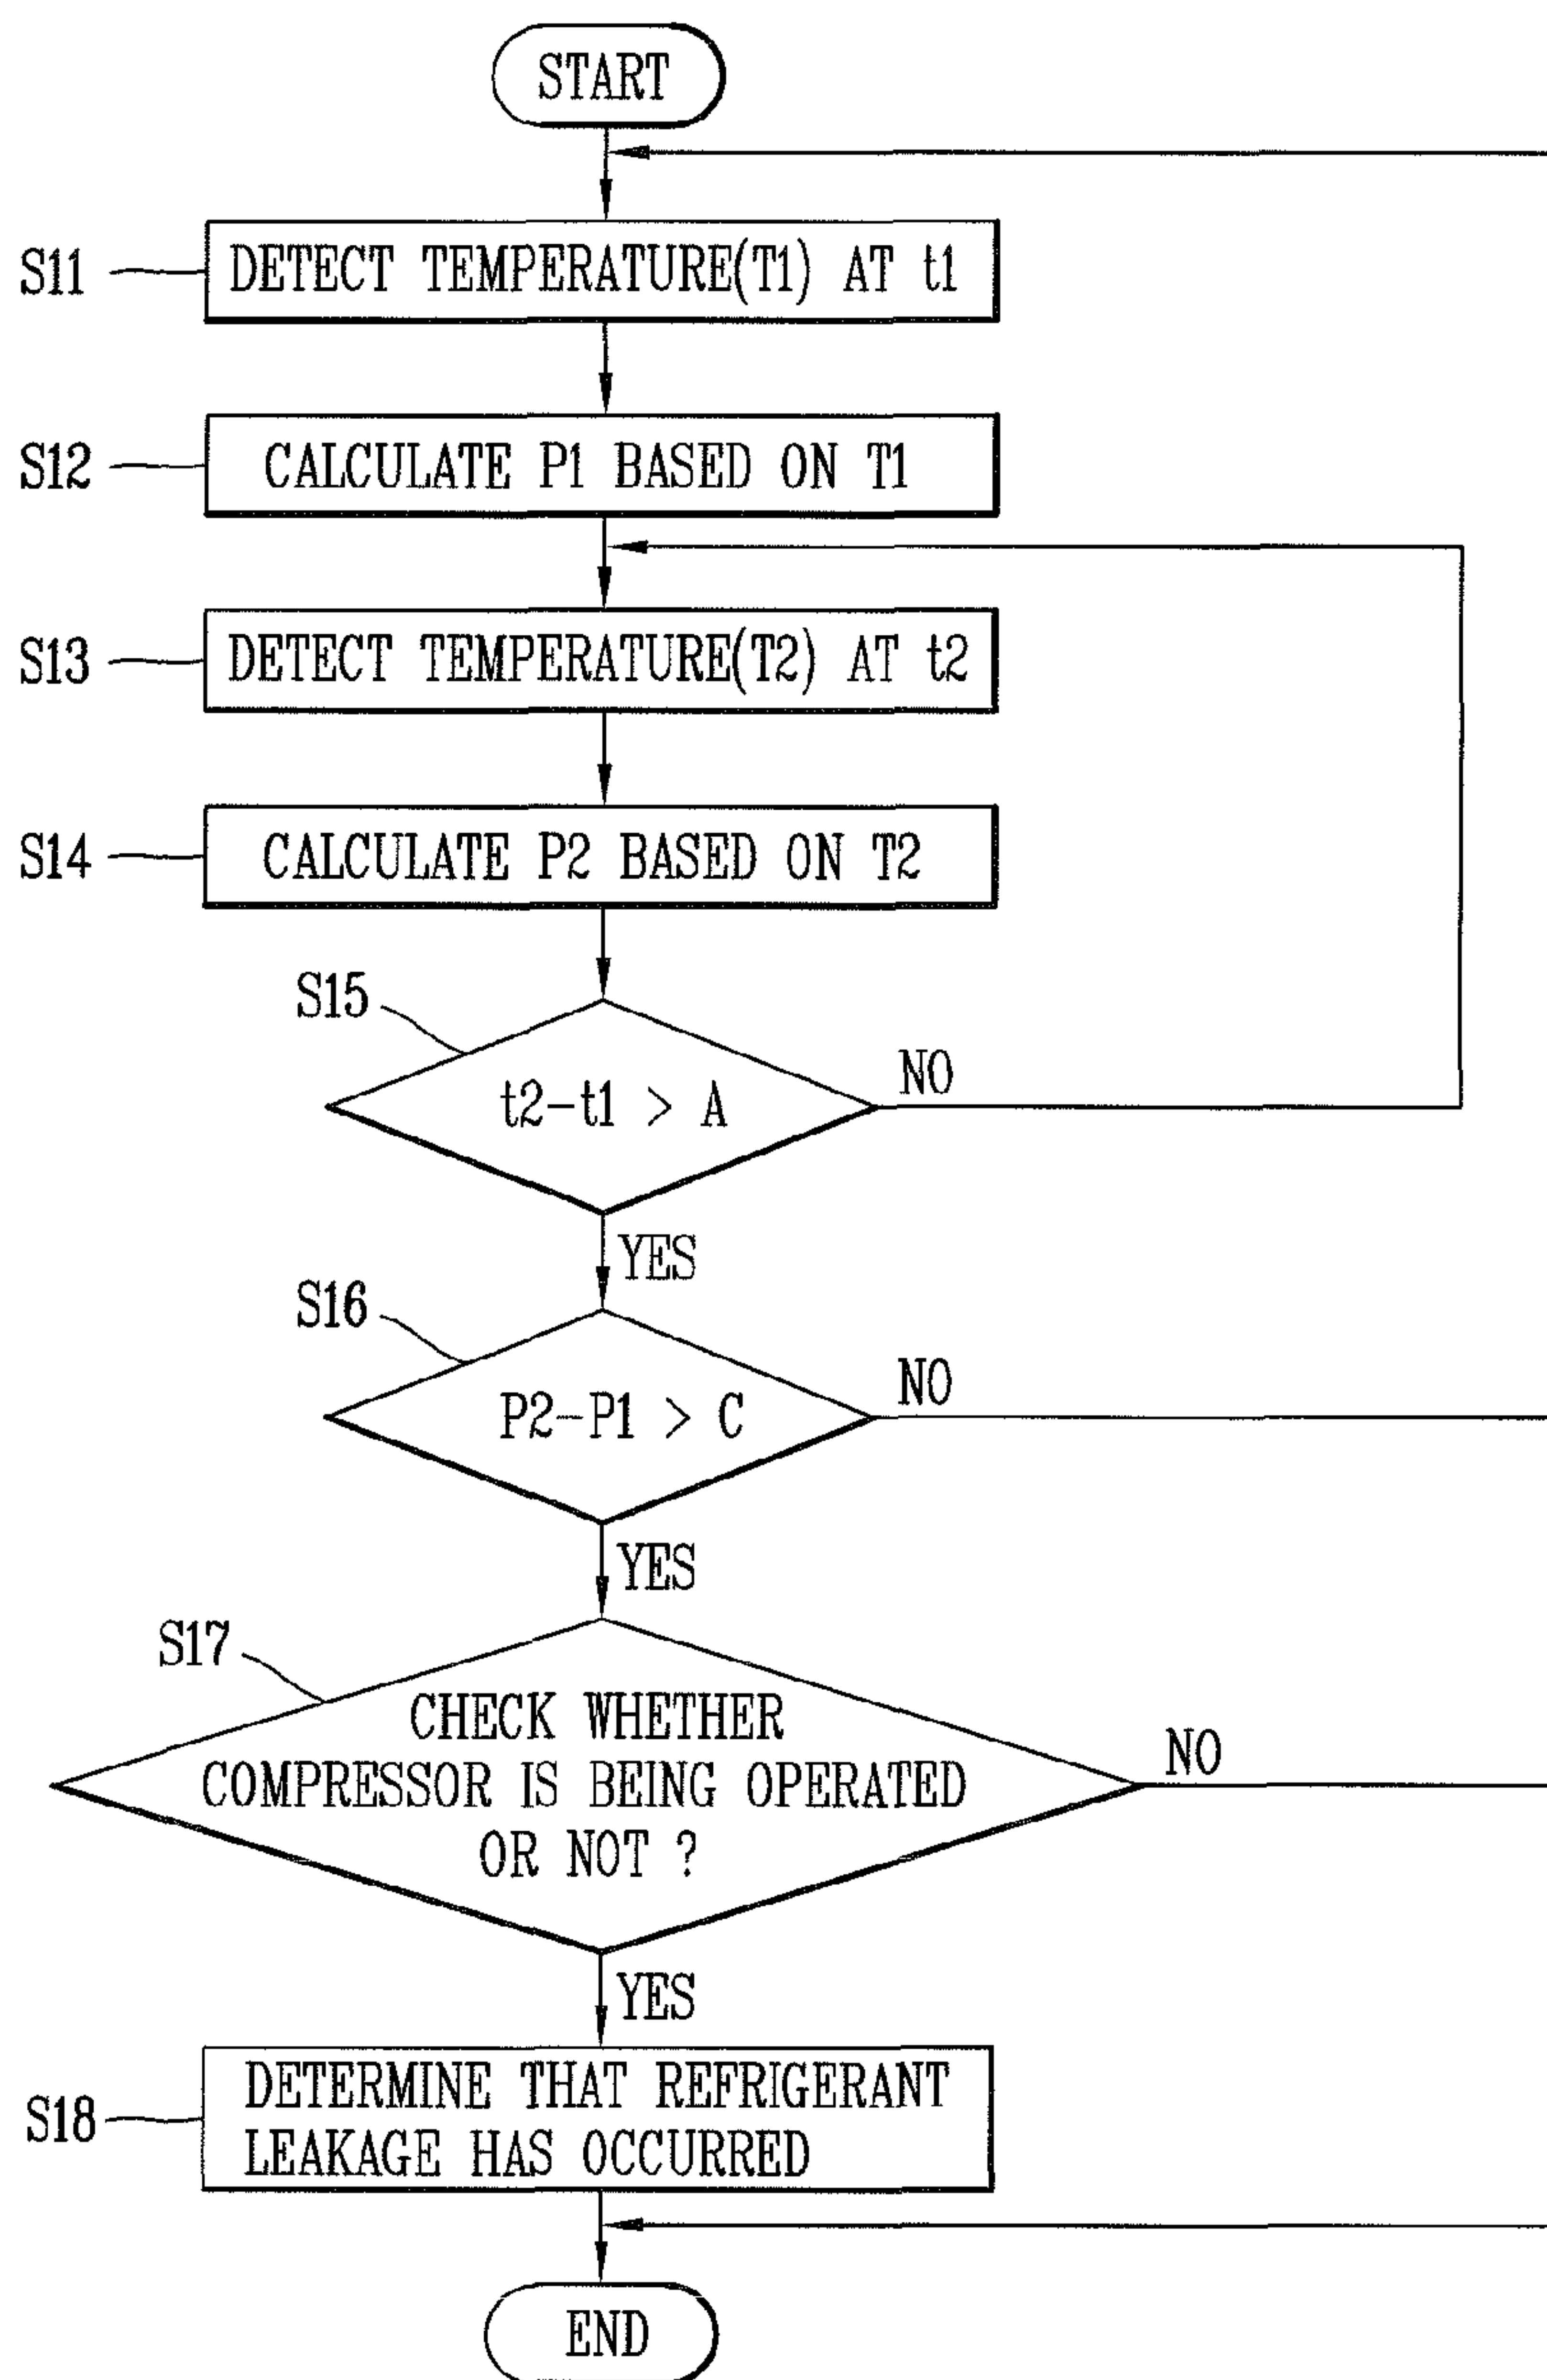 START
S11
DETECT TEMPERATURE(T1) AT t1
S12
CALCULATE P1 BASED ON T1
S13
DETECT TEMPERATURE(T2) AT t2
S14
CALCULATE P2 BASED ON T2
S15
t2-t1 > A
NO
YES
S16
P2-P1 > C
NO
YES
S17
CHECK WHETHER
COMPRESSOR IS BEING OPERATED
OR NOT ?
NO
YES
S18
DETERMINE THAT REFRIGERANT
LEAKAGE HAS OCCURRED
END